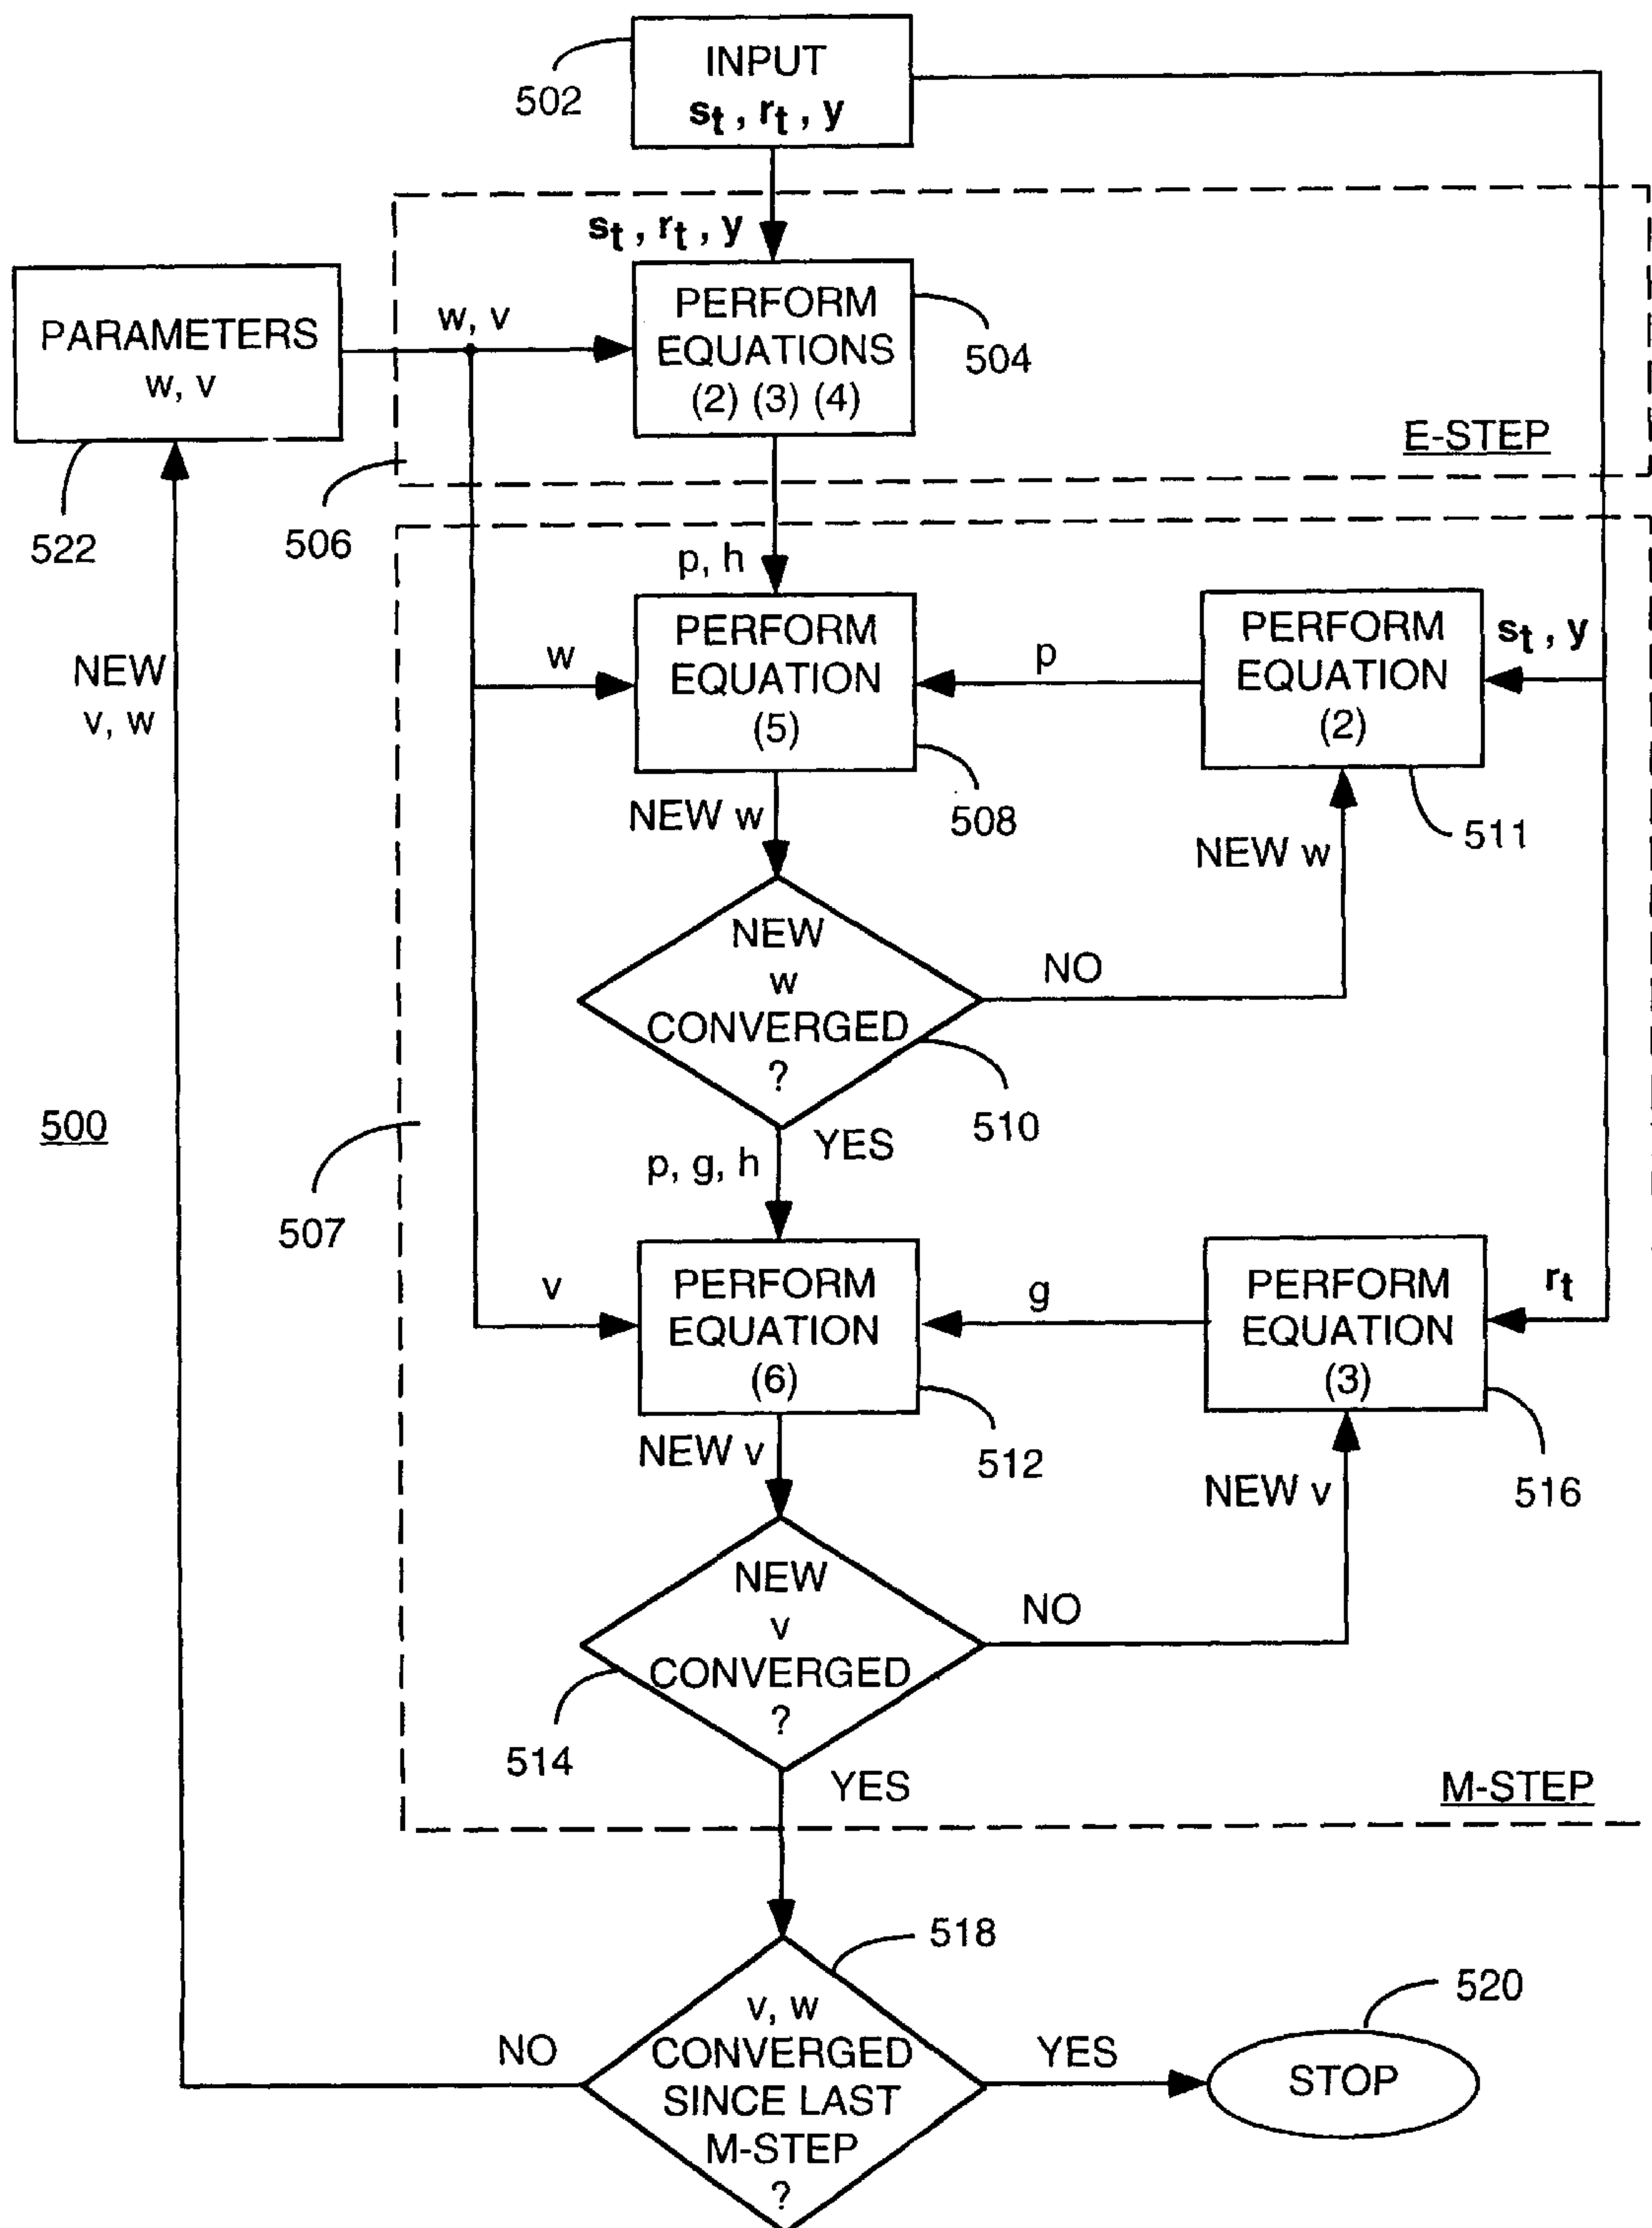 INPUT
st , rt , y
502
st , rt , y
PARAMETERS
w, v
522
w, v
PERFORM
EQUATIONS
(2) (3) (4)
504
E-STEP
506
p, h
NEW
v, w
w
PERFORM
EQUATION
(5)
508
p
PERFORM
EQUATION
(2)
st , y
511
NEW w
NEW w
NEW
w
CONVERGED
?
NO
510
YES
500
507
p, g, h
v
PERFORM
EQUATION
(6)
512
g
PERFORM
EQUATION
(3)
rt
516
NEW v
NEW v
NEW
v
CONVERGED
?
NO
514
YES
M-STEP
518
v, w
CONVERGED
SINCE LAST
M-STEP
?
NO
YES
520
STOP